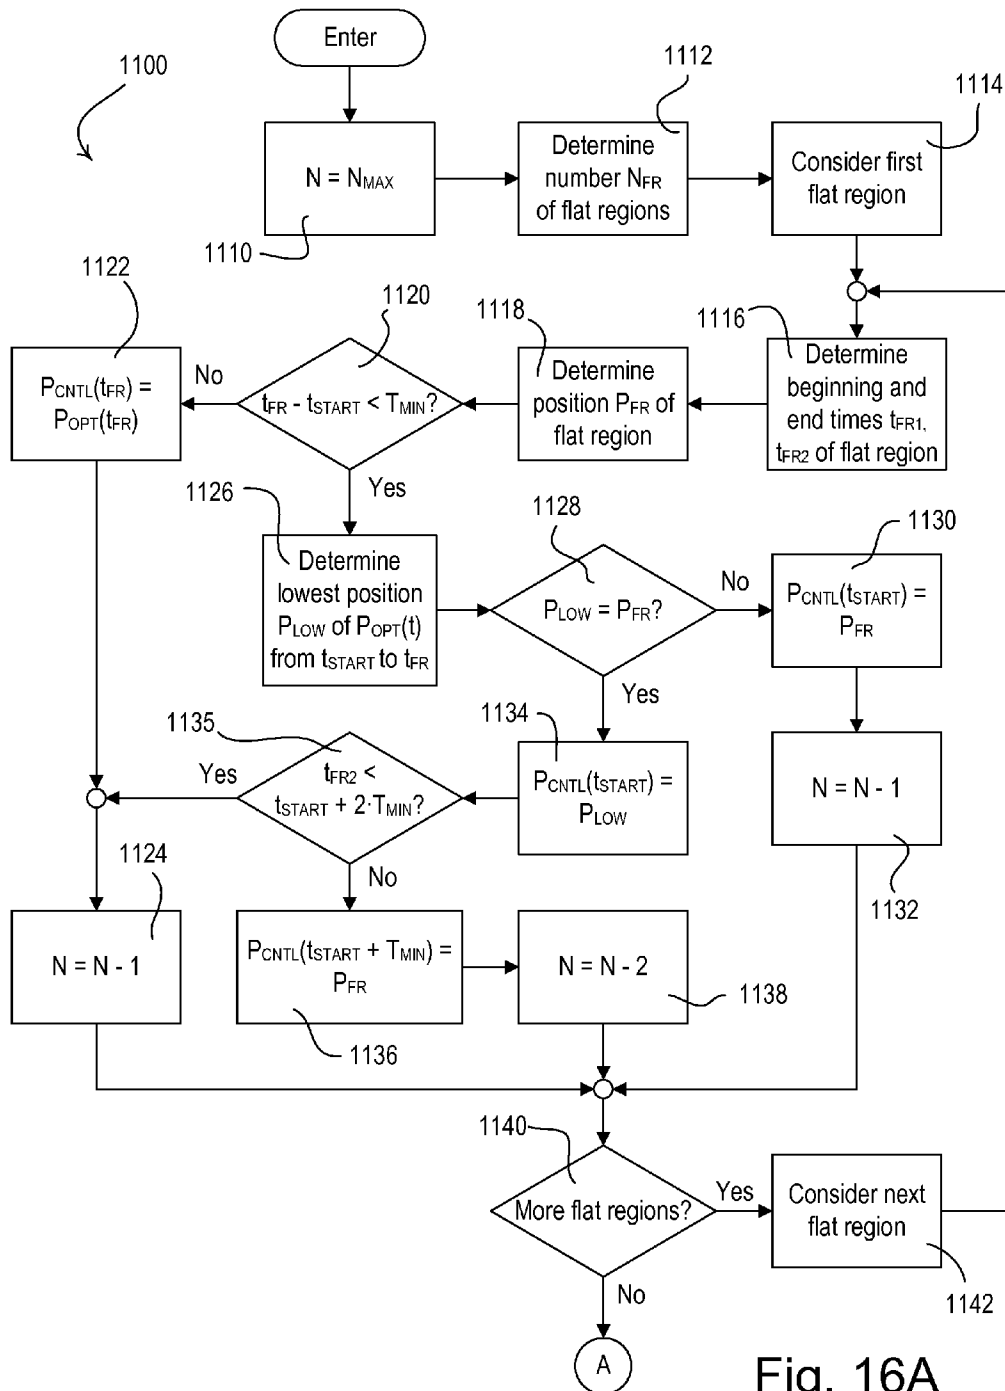 Enter
1100
1112
1114
N = NMAX
Determine
number NFR
of flat regions
Consider first
flat region
1110
1122
1120
1118
1116
PCNTL(tFR) =
POPT(tFR)
No
tFR - tSTART < TMIN?
Determine
position PFR of
flat region
Determine
beginning and
end times tFR1,
tFR2 of flat region
Yes
1126
1128
1130
Determine
lowest position
PLOW of POPT(t)
from tSTART to tFR
PLOW = PFR?
No
PCNTL(tSTART) =
PFR
Yes
1135
1134
Yes
tFR2 <
tSTART + 2·TMIN?
PCNTL(tSTART) =
PLOW
N = N - 1
No
1124
1132
N = N - 1
PCNTL(tSTART + TMIN) =
PFR
N = N - 2
1138
1136
1140
More flat regions?
Yes
Consider next
flat region
No
1142
A
Fig. 16A